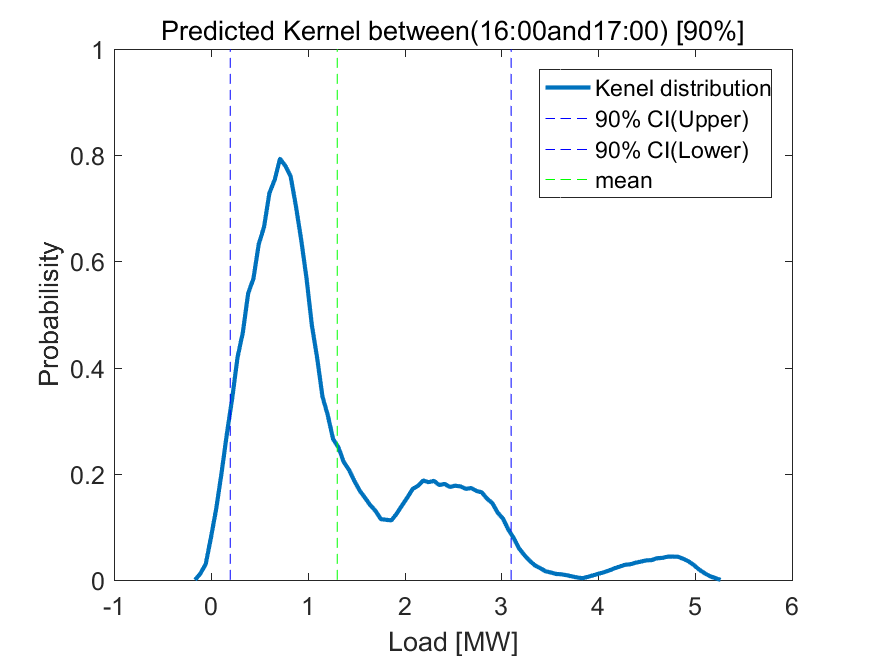 Predicted Kernel between(16:00and17:00) [90%]
1
0.8
0.6
0.4
0.2
0
Probabilisity
Kenel distribution
90% CI(Upper)
90% CI(Lower)
mean
-1 0 1 2 3 4 5 6
Load [MW]